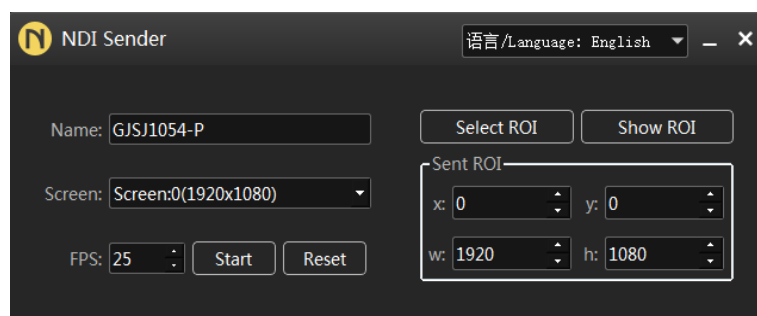 N NDI Sender 语言/Language: English
Name: GJSJ1054-P Select ROI Show ROI
Sent ROI
Screen: Screen:0(1920x1080) x: 0 y: 0
FPS: 25 Start Reset w: 1920 h: 1080